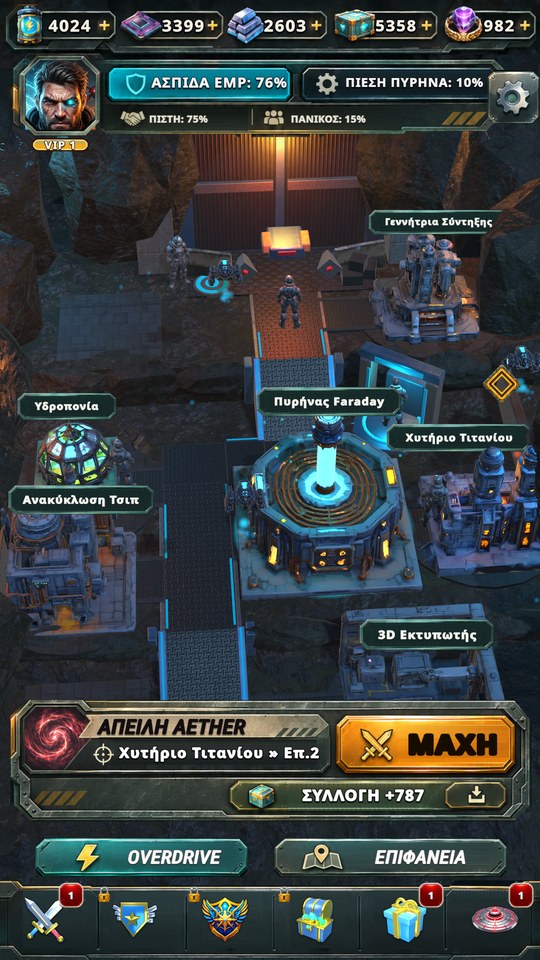 4024 + 3399 + 2603 + 5358 + 982 +
ΑΣΠΙΔΑ EMP: 76% ΠΙΕΣΗ ΠΥΡΗΝΑ: 10%
ΠΙΣΤΗ: 75% ΠΑΝΙΚΟΣ: 15%
VIP 1
Γεννήτρια Σύντηξης
Υδροπονία
Πυρήνας Faraday
Χυτήριο Τιτανίου
Ανακύκλωση Τσιπ
3D Εκτυπωτής
ΑΠΕΙΛΗ AETHER
Χυτήριο Τιτανίου » Επ.2
ΜΑΧΗ
ΣΥΛΛΟΓΗ +787
OVERDRIVE
ΕΠΙΦΑΝΕΙΑ
1 1 1